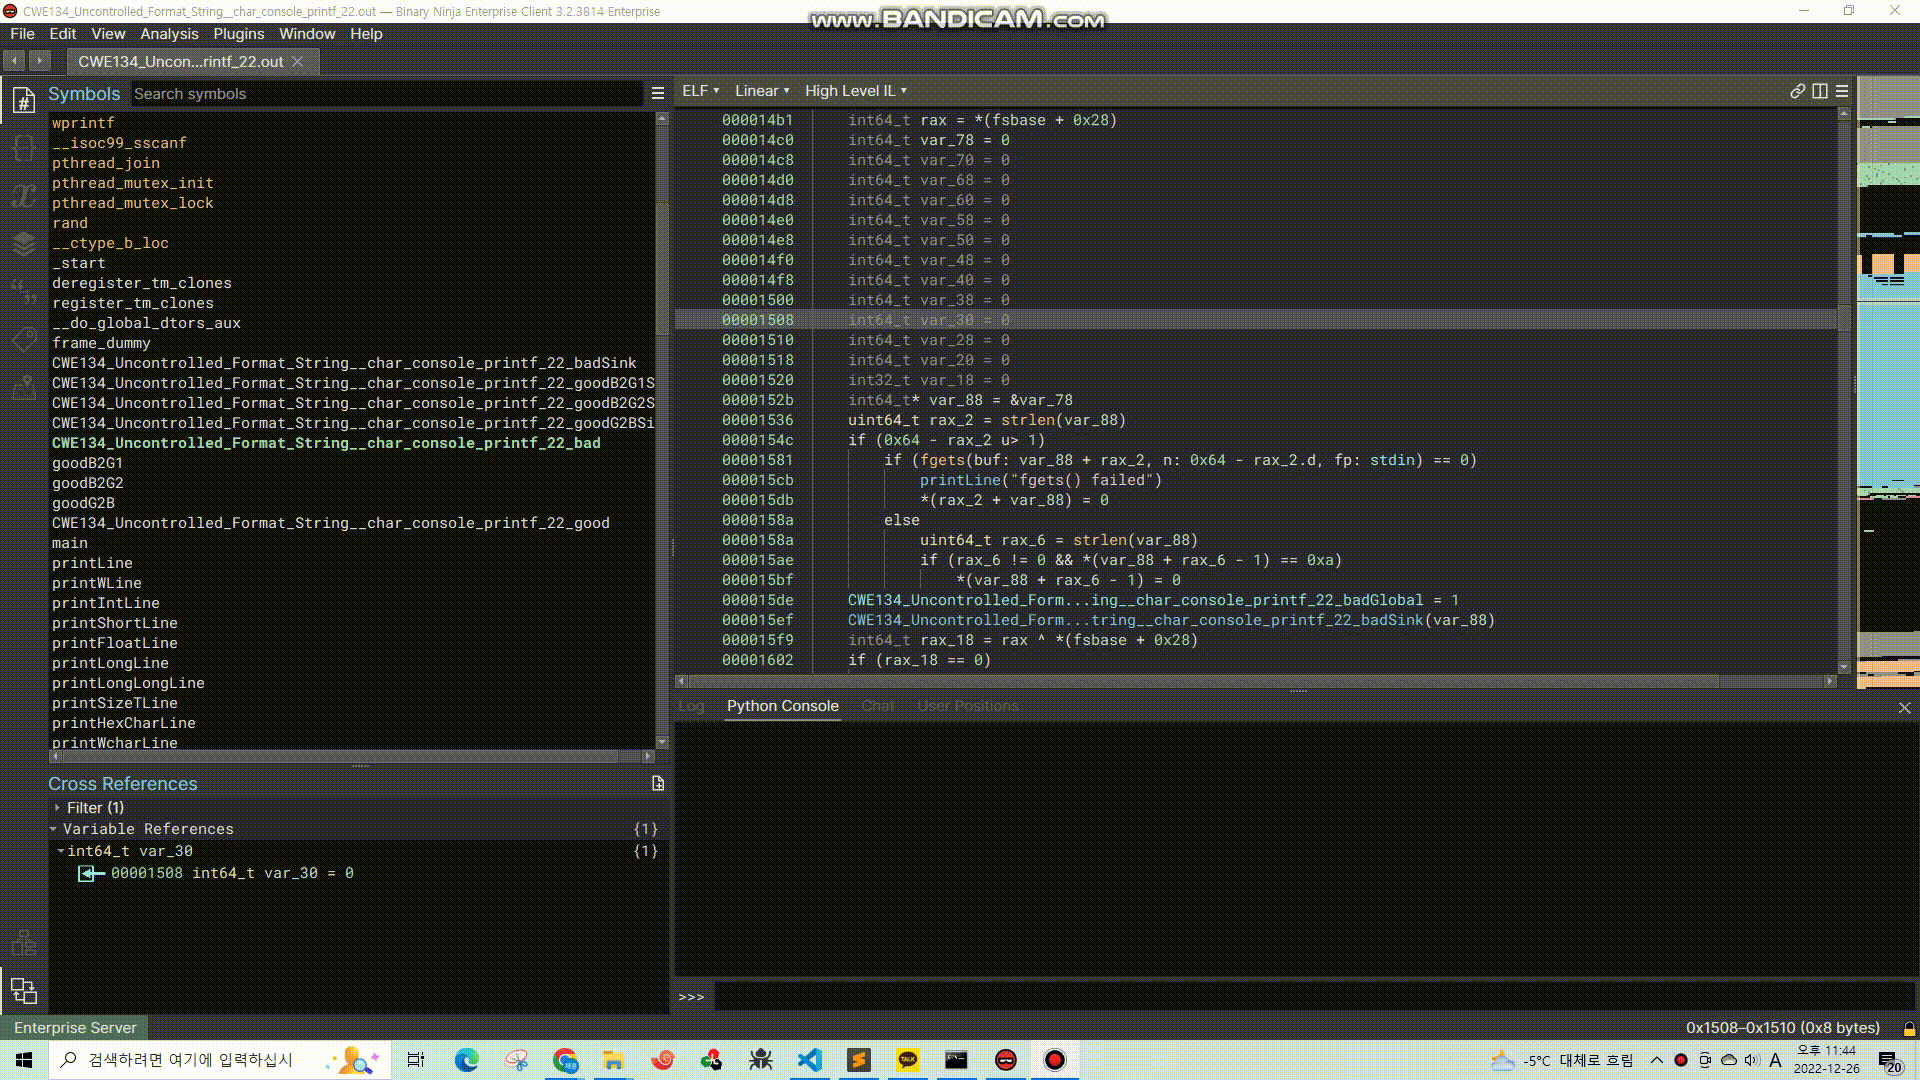 CWE134_Uncontrolled_Format_String__char_console_printf_22.out — Binary Ninja Enterprise Client 3.2.3814 Enterprise
www.BANDICAM.com
File Edit View Analysis Plugins Window Help
CWE134_Uncon...rintf_22.out
Symbols
Search symbols
wprintf
__isoc99_sscanf
pthread_join
pthread_mutex_init
pthread_mutex_lock
rand
__ctype_b_loc
_start
deregister_tm_clones
register_tm_clones
__do_global_dtors_aux
frame_dummy
CWE134_Uncontrolled_Format_String__char_console_printf_22_badSink
CWE134_Uncontrolled_Format_String__char_console_printf_22_goodB2G1S
CWE134_Uncontrolled_Format_String__char_console_printf_22_goodB2G2S
CWE134_Uncontrolled_Format_String__char_console_printf_22_goodG2BSi
CWE134_Uncontrolled_Format_String__char_console_printf_22_bad
goodB2G1
goodB2G2
goodG2B
CWE134_Uncontrolled_Format_String__char_console_printf_22_good
main
printLine
printWLine
printIntLine
printShortLine
printFloatLine
printLongLine
printLongLongLine
printSizeTLine
printHexCharLine
printWcharLine
Cross References
Filter (1)
Variable References {1}
int64_t var_30 {1}
00001508 int64_t var_30 = 0
ELF Linear High Level IL
000014b1 int64_t rax = *(fsbase + 0x28)
000014c0 int64_t var_78 = 0
000014c8 int64_t var_70 = 0
000014d0 int64_t var_68 = 0
000014d8 int64_t var_60 = 0
000014e0 int64_t var_58 = 0
000014e8 int64_t var_50 = 0
000014f0 int64_t var_48 = 0
000014f8 int64_t var_40 = 0
00001500 int64_t var_38 = 0
00001508 int64_t var_30 = 0
00001510 int64_t var_28 = 0
00001518 int64_t var_20 = 0
00001520 int32_t var_18 = 0
0000152b int64_t* var_88 = &var_78
00001536 uint64_t rax_2 = strlen(var_88)
0000154c if (0x64 - rax_2 u> 1)
00001581 if (fgets(buf: var_88 + rax_2, n: 0x64 - rax_2.d, fp: stdin) == 0)
000015cb printLine("fgets() failed")
000015db *(rax_2 + var_88) = 0
0000158a else
0000158a uint64_t rax_6 = strlen(var_88)
000015ae if (rax_6 != 0 && *(var_88 + rax_6 - 1) == 0xa)
000015bf *(var_88 + rax_6 - 1) = 0
000015de CWE134_Uncontrolled_Form...ing__char_console_printf_22_badGlobal = 1
000015ef CWE134_Uncontrolled_Form...tring__char_console_printf_22_badSink(var_88)
000015f9 int64_t rax_18 = rax ^ *(fsbase + 0x28)
00001602 if (rax_18 == 0)
Log Python Console Chat User Positions
>>>
Enterprise Server
0x1508–0x1510 (0x8 bytes)
검색하려면 여기에 입력하십시
TALK
-5°C 대체로 흐림
A
오후 11:44
2022-12-26
20